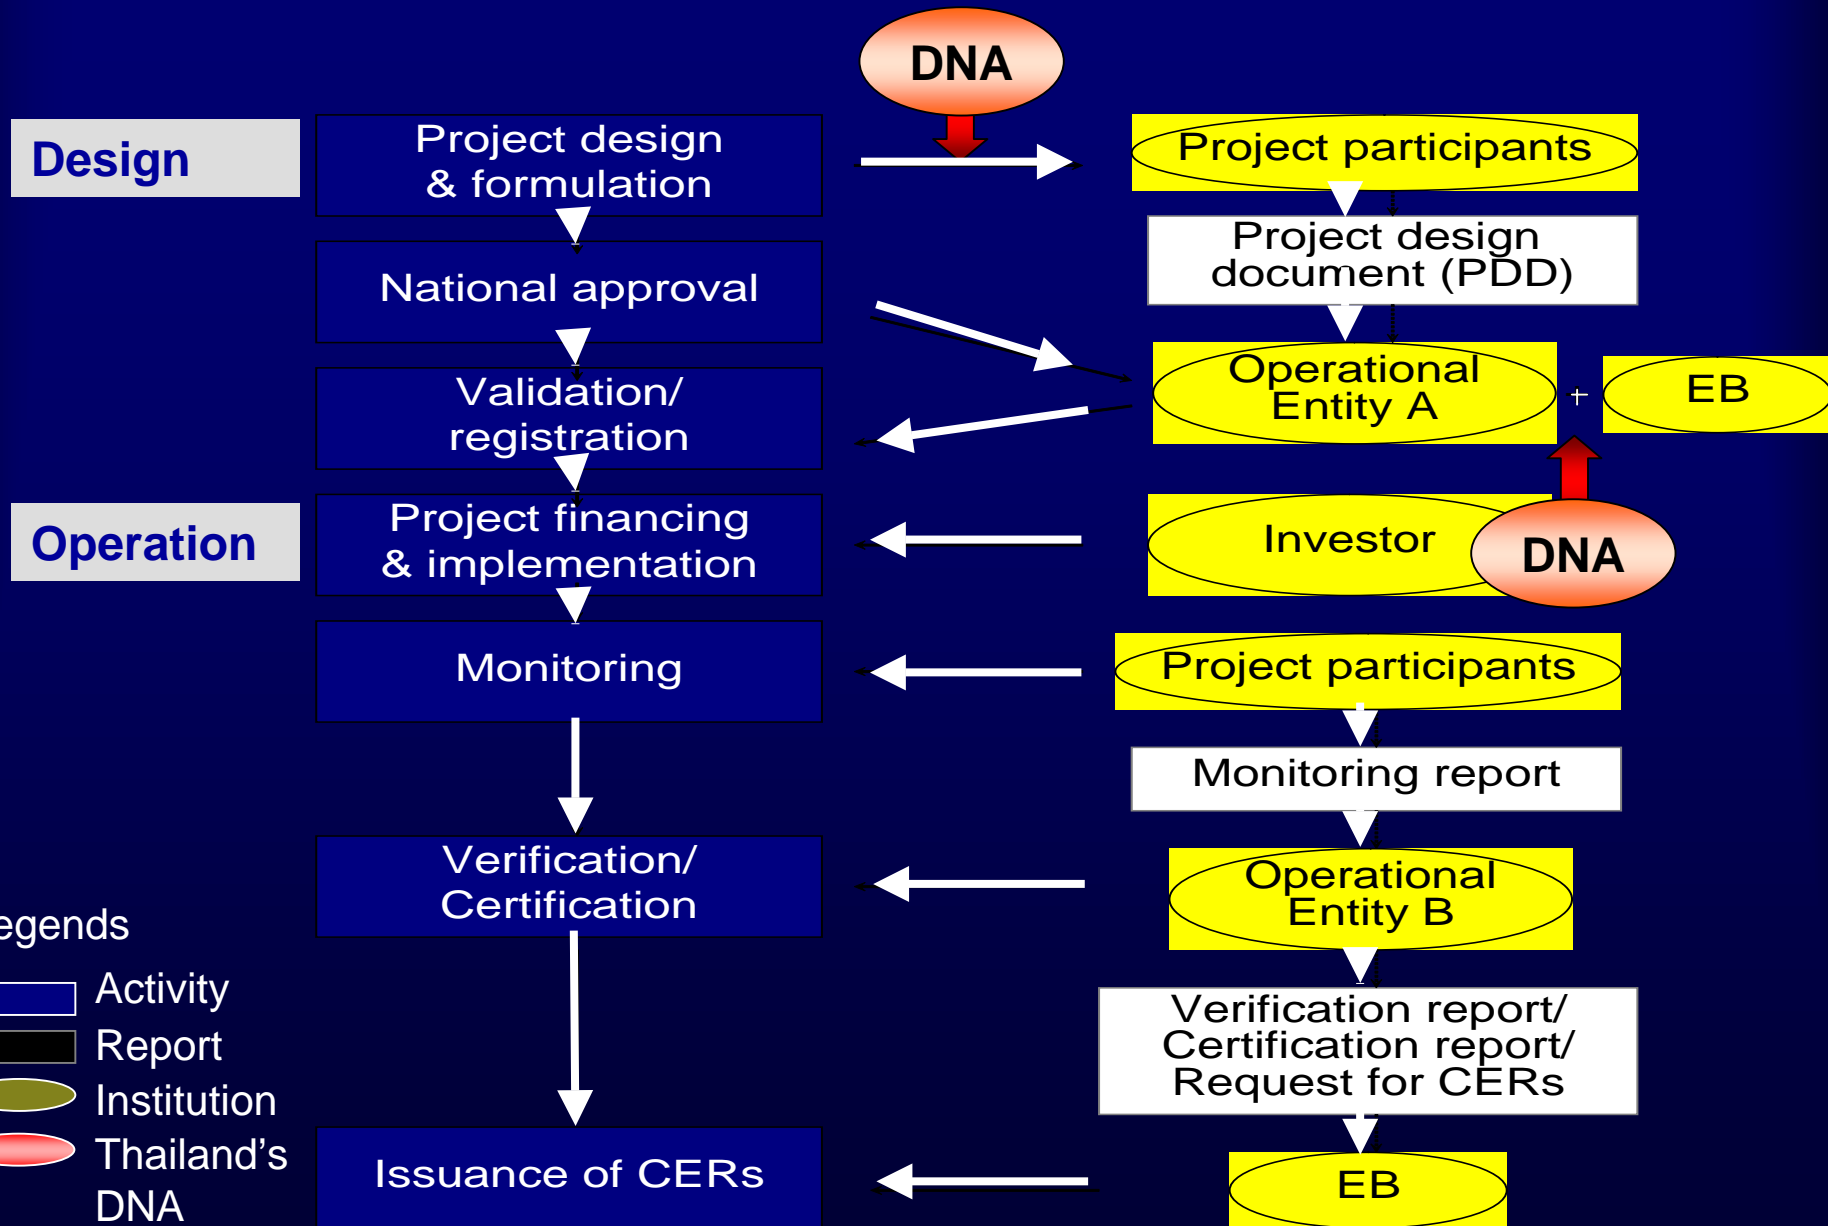 DNA
Design
Project design
& formulation
Project participants
Project design
document (PDD)
National approval
Validation/
registration
Operational
Entity A
+
EB
Operation
Project financing
& implementation
Investor
DNA
Monitoring
Project participants
Monitoring report
Verification/
Certification
Operational
Entity B
Verification report/
Certification report/
Request for CERs
Issuance of CERs
EB
egends
Activity
Report
Institution
Thailand's
DNA